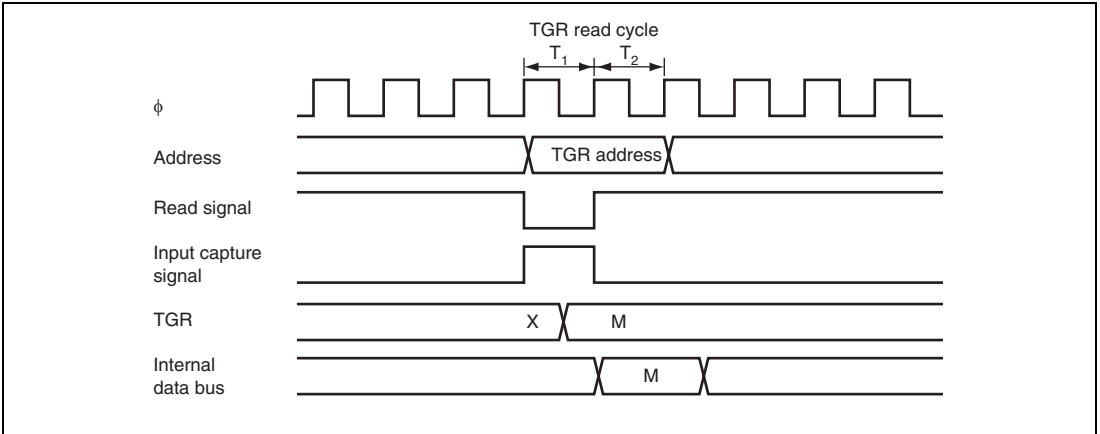 TGR read cycle
T1 T2
ϕ
Address
TGR address
Read signal
Input capture
signal
TGR
X M
Internal
data bus
M